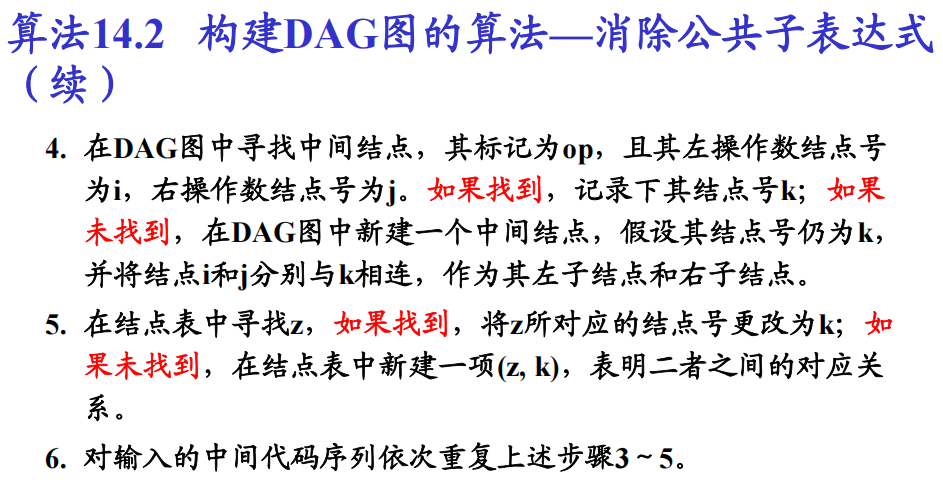 算法14.2 构建DAG图的算法—消除公共子表达式
（续）
4. 在DAG图中寻找中间结点，其标记为op，且其左操作数结点号
为i，右操作数结点号为j。如果找到，记录下其结点号k；如果
未找到，在DAG图中新建一个中间结点，假设其结点号仍为k，
并将结点i和j分别与k相连，作为其左子结点和右子结点。
5. 在结点表中寻找z，如果找到，将z所对应的结点号更改为k；如
果未找到，在结点表中新建一项(z, k)，表明二者之间的对应关
系。
6. 对输入的中间代码序列依次重复上述步骤3～5。